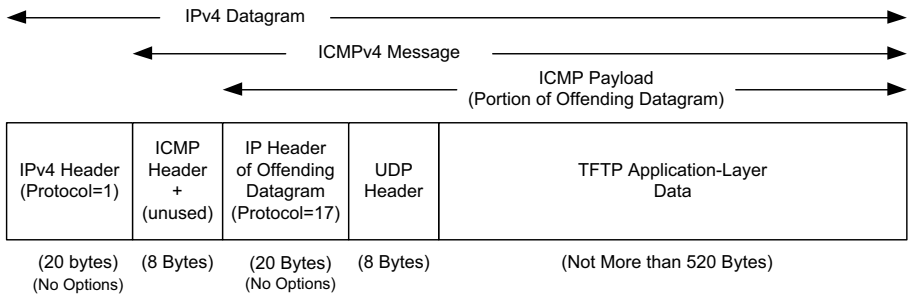 IPv4 Datagram
ICMPv4 Message
ICMP Payload
(Portion of Offending Datagram)
IPv4 Header
(Protocol=1)
ICMP
Header
+
(unused)
IP Header
of Offending
Datagram
(Protocol=17)
UDP
Header
TFTP Application-Layer
Data
(20 bytes)
(No Options)
(8 Bytes)
(20 Bytes)
(No Options)
(8 Bytes)
(Not More than 520 Bytes)